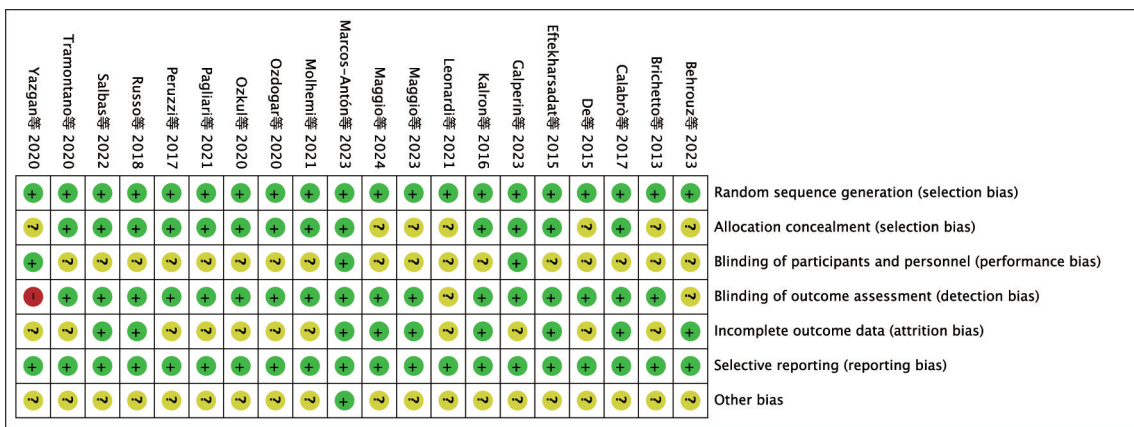 Yazgan等 2020
Tramontano等 2020
Salbas等 2022
Russo等 2018
Peruzzi等 2017
Pagliari等 2021
Ozkul等 2020
Ozdogar等 2020
Molhemi等 2021
Marcos-Antón等 2023
Maggio等 2024
Maggio等 2023
Leonardi等 2021
Kalron等 2016
Galperin等 2023
Eftekharsadat等 2015
De等 2015
Calabrò等 2017
Brichetto等 2013
Behrouz等 2023
+ + + + + + + + + + + + + + + + + + + + Random sequence generation (selection bias)
? + + + + + + + + + ? ? ? + + + ? + ? ? Allocation concealment (selection bias)
+ ? ? ? ? ? ? ? ? + ? ? ? ? + ? ? ? ? ? Blinding of participants and personnel (performance bias)
– + + + + + + + + + + + ? + + + + + + ? Blinding of outcome assessment (detection bias)
? ? + + ? ? ? ? ? + + + ? + ? + ? + ? + Incomplete outcome data (attrition bias)
+ + + + + + + + + + + + + + + + + + + + Selective reporting (reporting bias)
? ? ? ? ? ? ? ? ? + ? ? ? ? ? ? ? ? ? ? Other bias